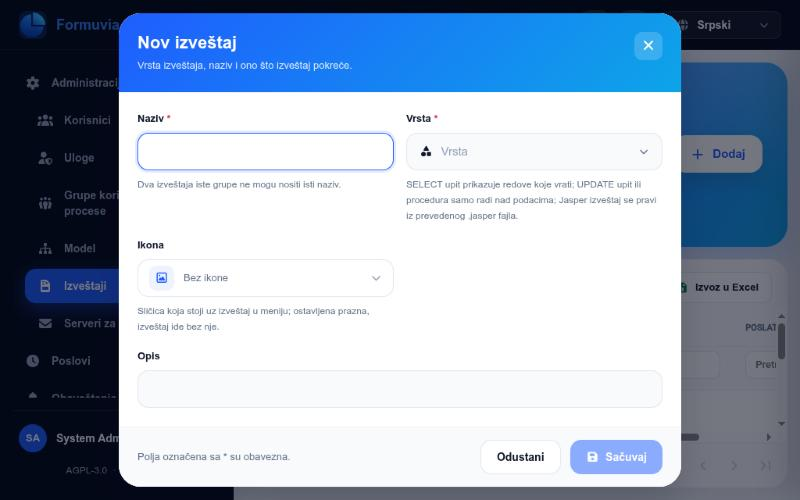 Formuvia
Srpski
Nov izveštaj
Vrsta izveštaja, naziv i ono što izveštaj pokreće.
Administraci
Korisnici
Uloge
Grupe kori
procese
Model
Izveštaji
Serveri za
Poslovi
SA
System Adm
AGPL-3.0
Naziv *
Dva izveštaja iste grupe ne mogu nositi isti naziv.
Vrsta *
Vrsta
SELECT upit prikazuje redove koje vrati; UPDATE upit ili
procedura samo radi nad podacima; Jasper izveštaj se pravi
iz prevedenog .jasper fajla.
Ikona
Bez ikone
Sličica koja stoji uz izveštaj u meniju; ostavljena prazna,
izveštaj ide bez nje.
Opis
Polja označena sa * su obavezna.
Odustani
Sačuvaj
Dodaj
Izvoz u Excel
POSLAT
Pret